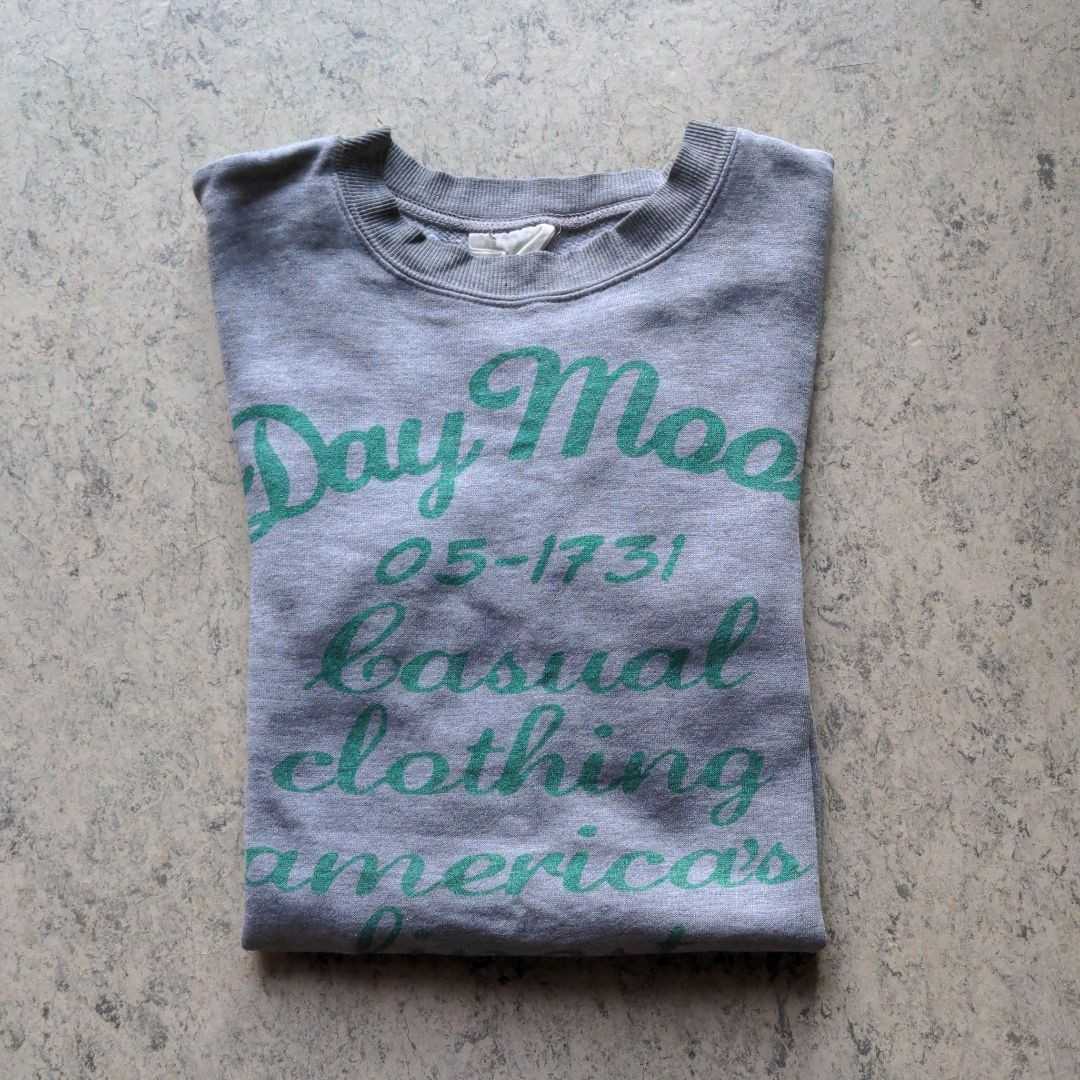 Day Moo
05-1731
Casual
clothing
america's